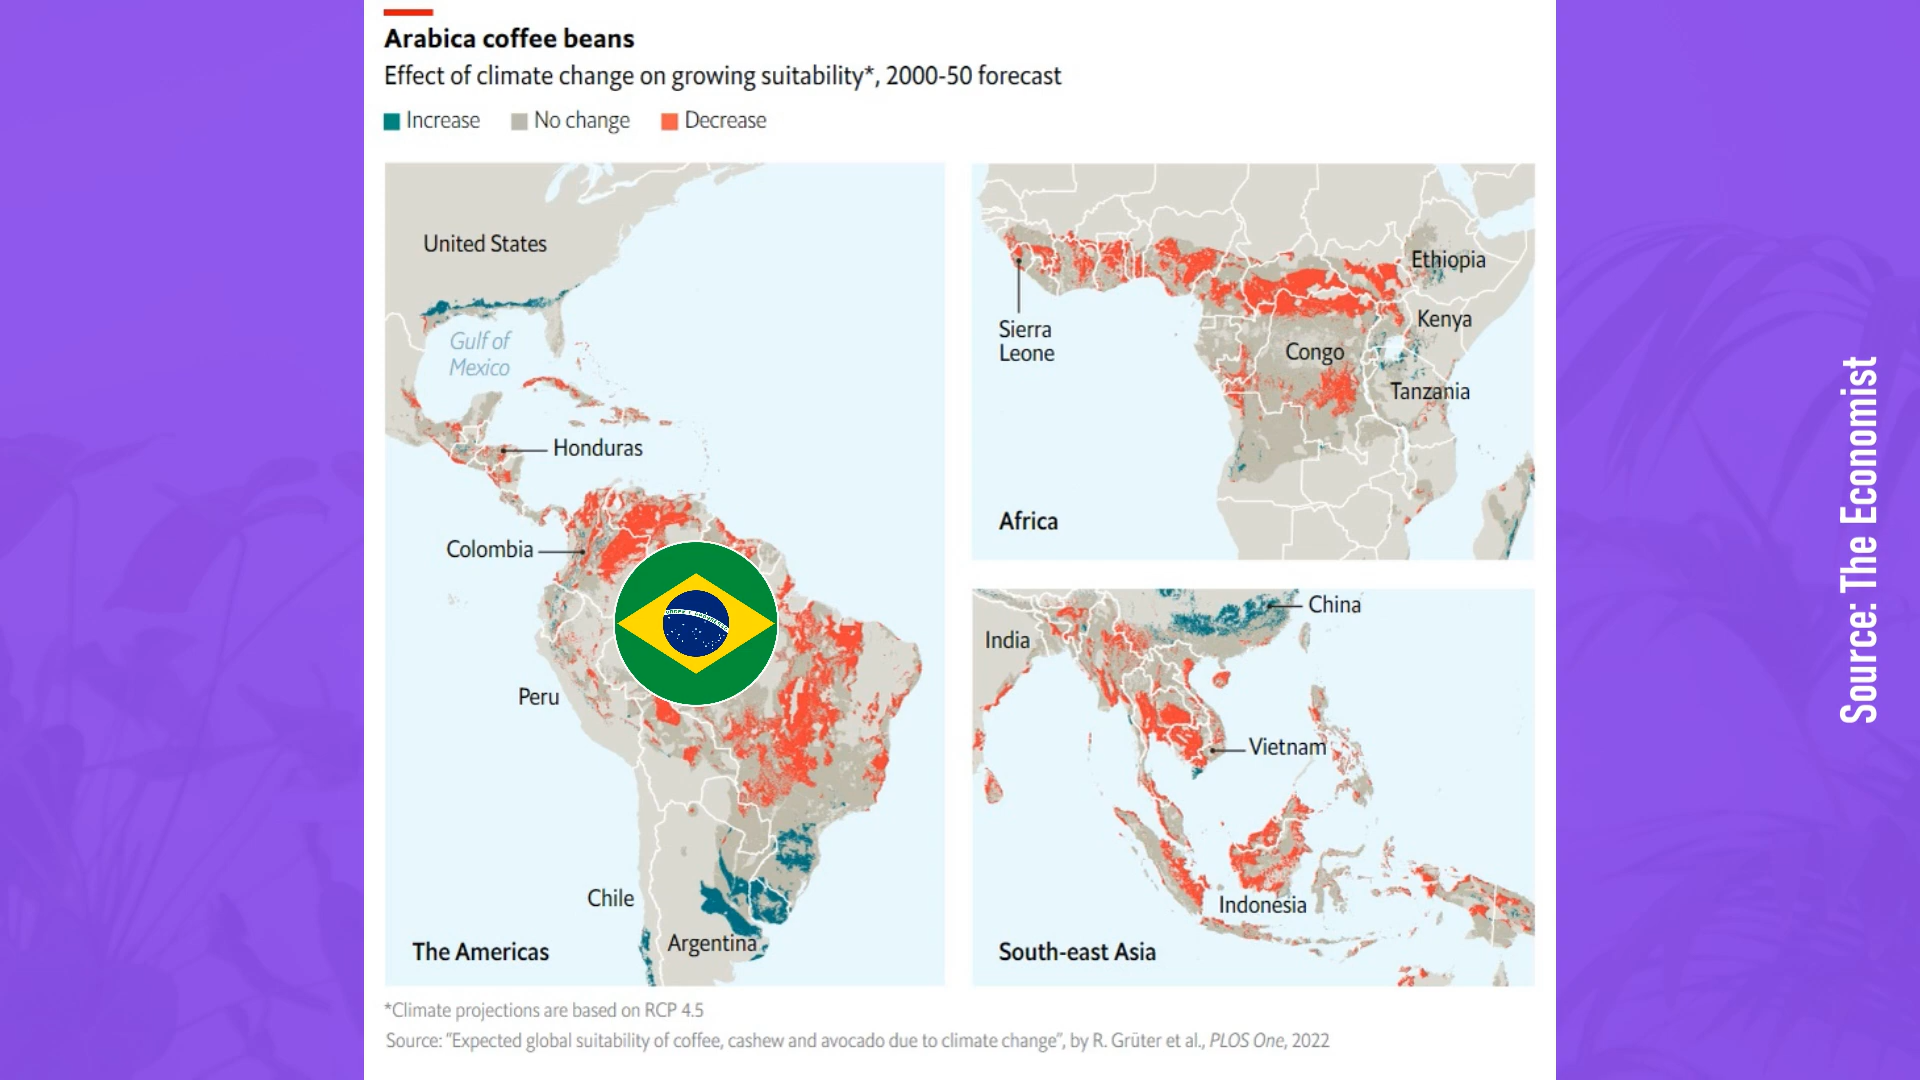 Arabica coffee beans
Effect of climate change on growing suitability*, 2000-50 forecast
Increase
No change
Decrease
United States
Gulf of
Mexico
Honduras
Colombia
Peru
Chile
Argentina
The Americas
Ethiopia
Sierra
Leone
Kenya
Congo
Tanzania
Africa
China
India
Vietnam
Indonesia
South-east Asia
*Climate projections are based on RCP 4.5
Source: "Expected global suitability of coffee, cashew and avocado due to climate change", by R. Grüter et al., PLOS One, 2022
Source: The Economist